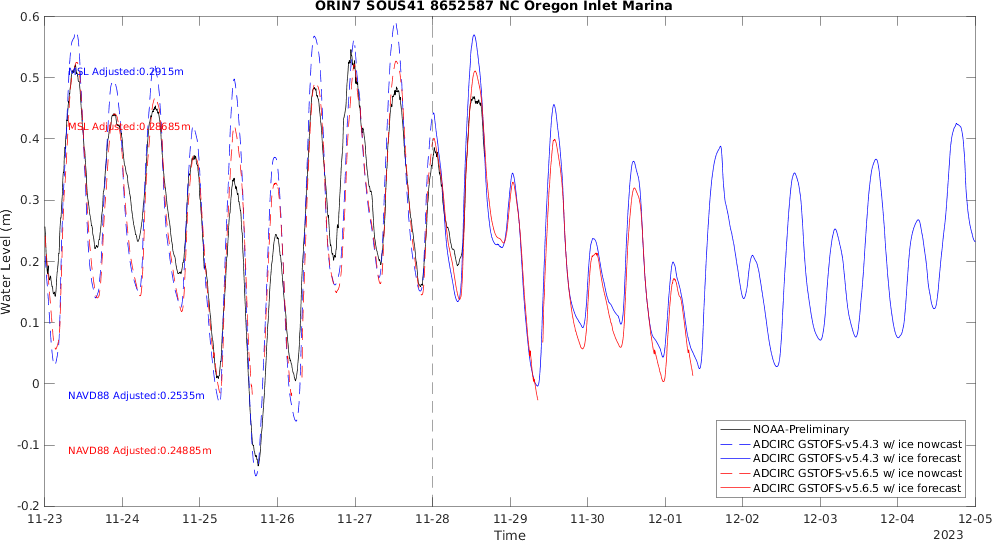 ORIN7 SOUS41 8652587 NC Oregon Inlet Marina
0.6
0.5
0.4
0.3
0.2
0.1
0
-0.1
-0.2
Water Level (m)
MSL Adjusted:0.2915m
MSL Adjusted:0.28685m
NAVD88 Adjusted:0.2535m
NAVD88 Adjusted:0.24885m
NOAA-Preliminary
ADCIRC GSTOFS-v5.4.3 w/ ice nowcast
ADCIRC GSTOFS-v5.4.3 w/ ice forecast
ADCIRC GSTOFS-v5.6.5 w/ ice nowcast
ADCIRC GSTOFS-v5.6.5 w/ ice forecast
11-23 11-24 11-25 11-26 11-27 11-28 11-29 11-30 12-01 12-02 12-03 12-04 12-05
Time
2023